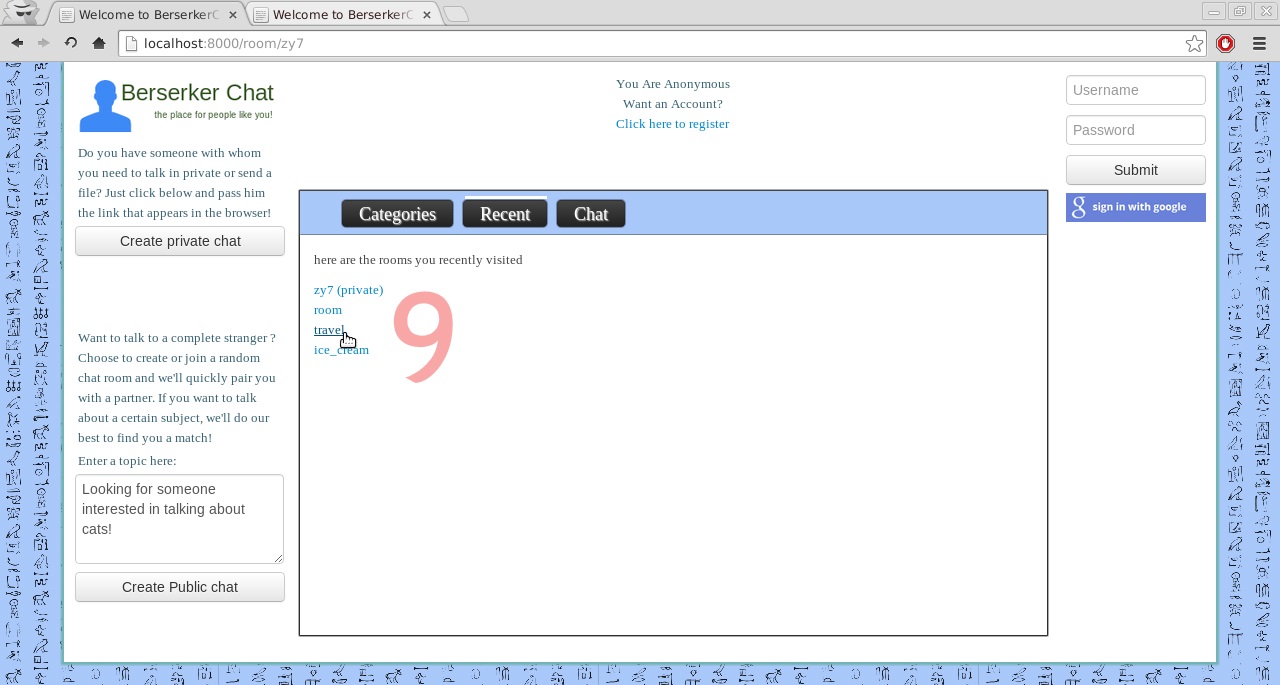 Welcome to BerserkerC
Welcome to BerserkerC
localhost:8000/room/zy7
Berserker Chat
the place for people like you!
Do you have someone with whom
you need to talk in private or send a
file? Just click below and pass him
the link that appears in the browser!
Create private chat
Want to talk to a complete stranger ?
Choose to create or join a random
chat room and we'll quickly pair you
with a partner. If you want to talk
about a certain subject, we'll do our
best to find you a match!
Enter a topic here:
Looking for someone
interested in talking about
cats!
Create Public chat
You Are Anonymous
Want an Account?
Click here to register
Categories
Recent
Chat
here are the rooms you recently visited
zy7 (private)
room
travel
ice_cream
9
Username
Password
Submit
g sign in with google